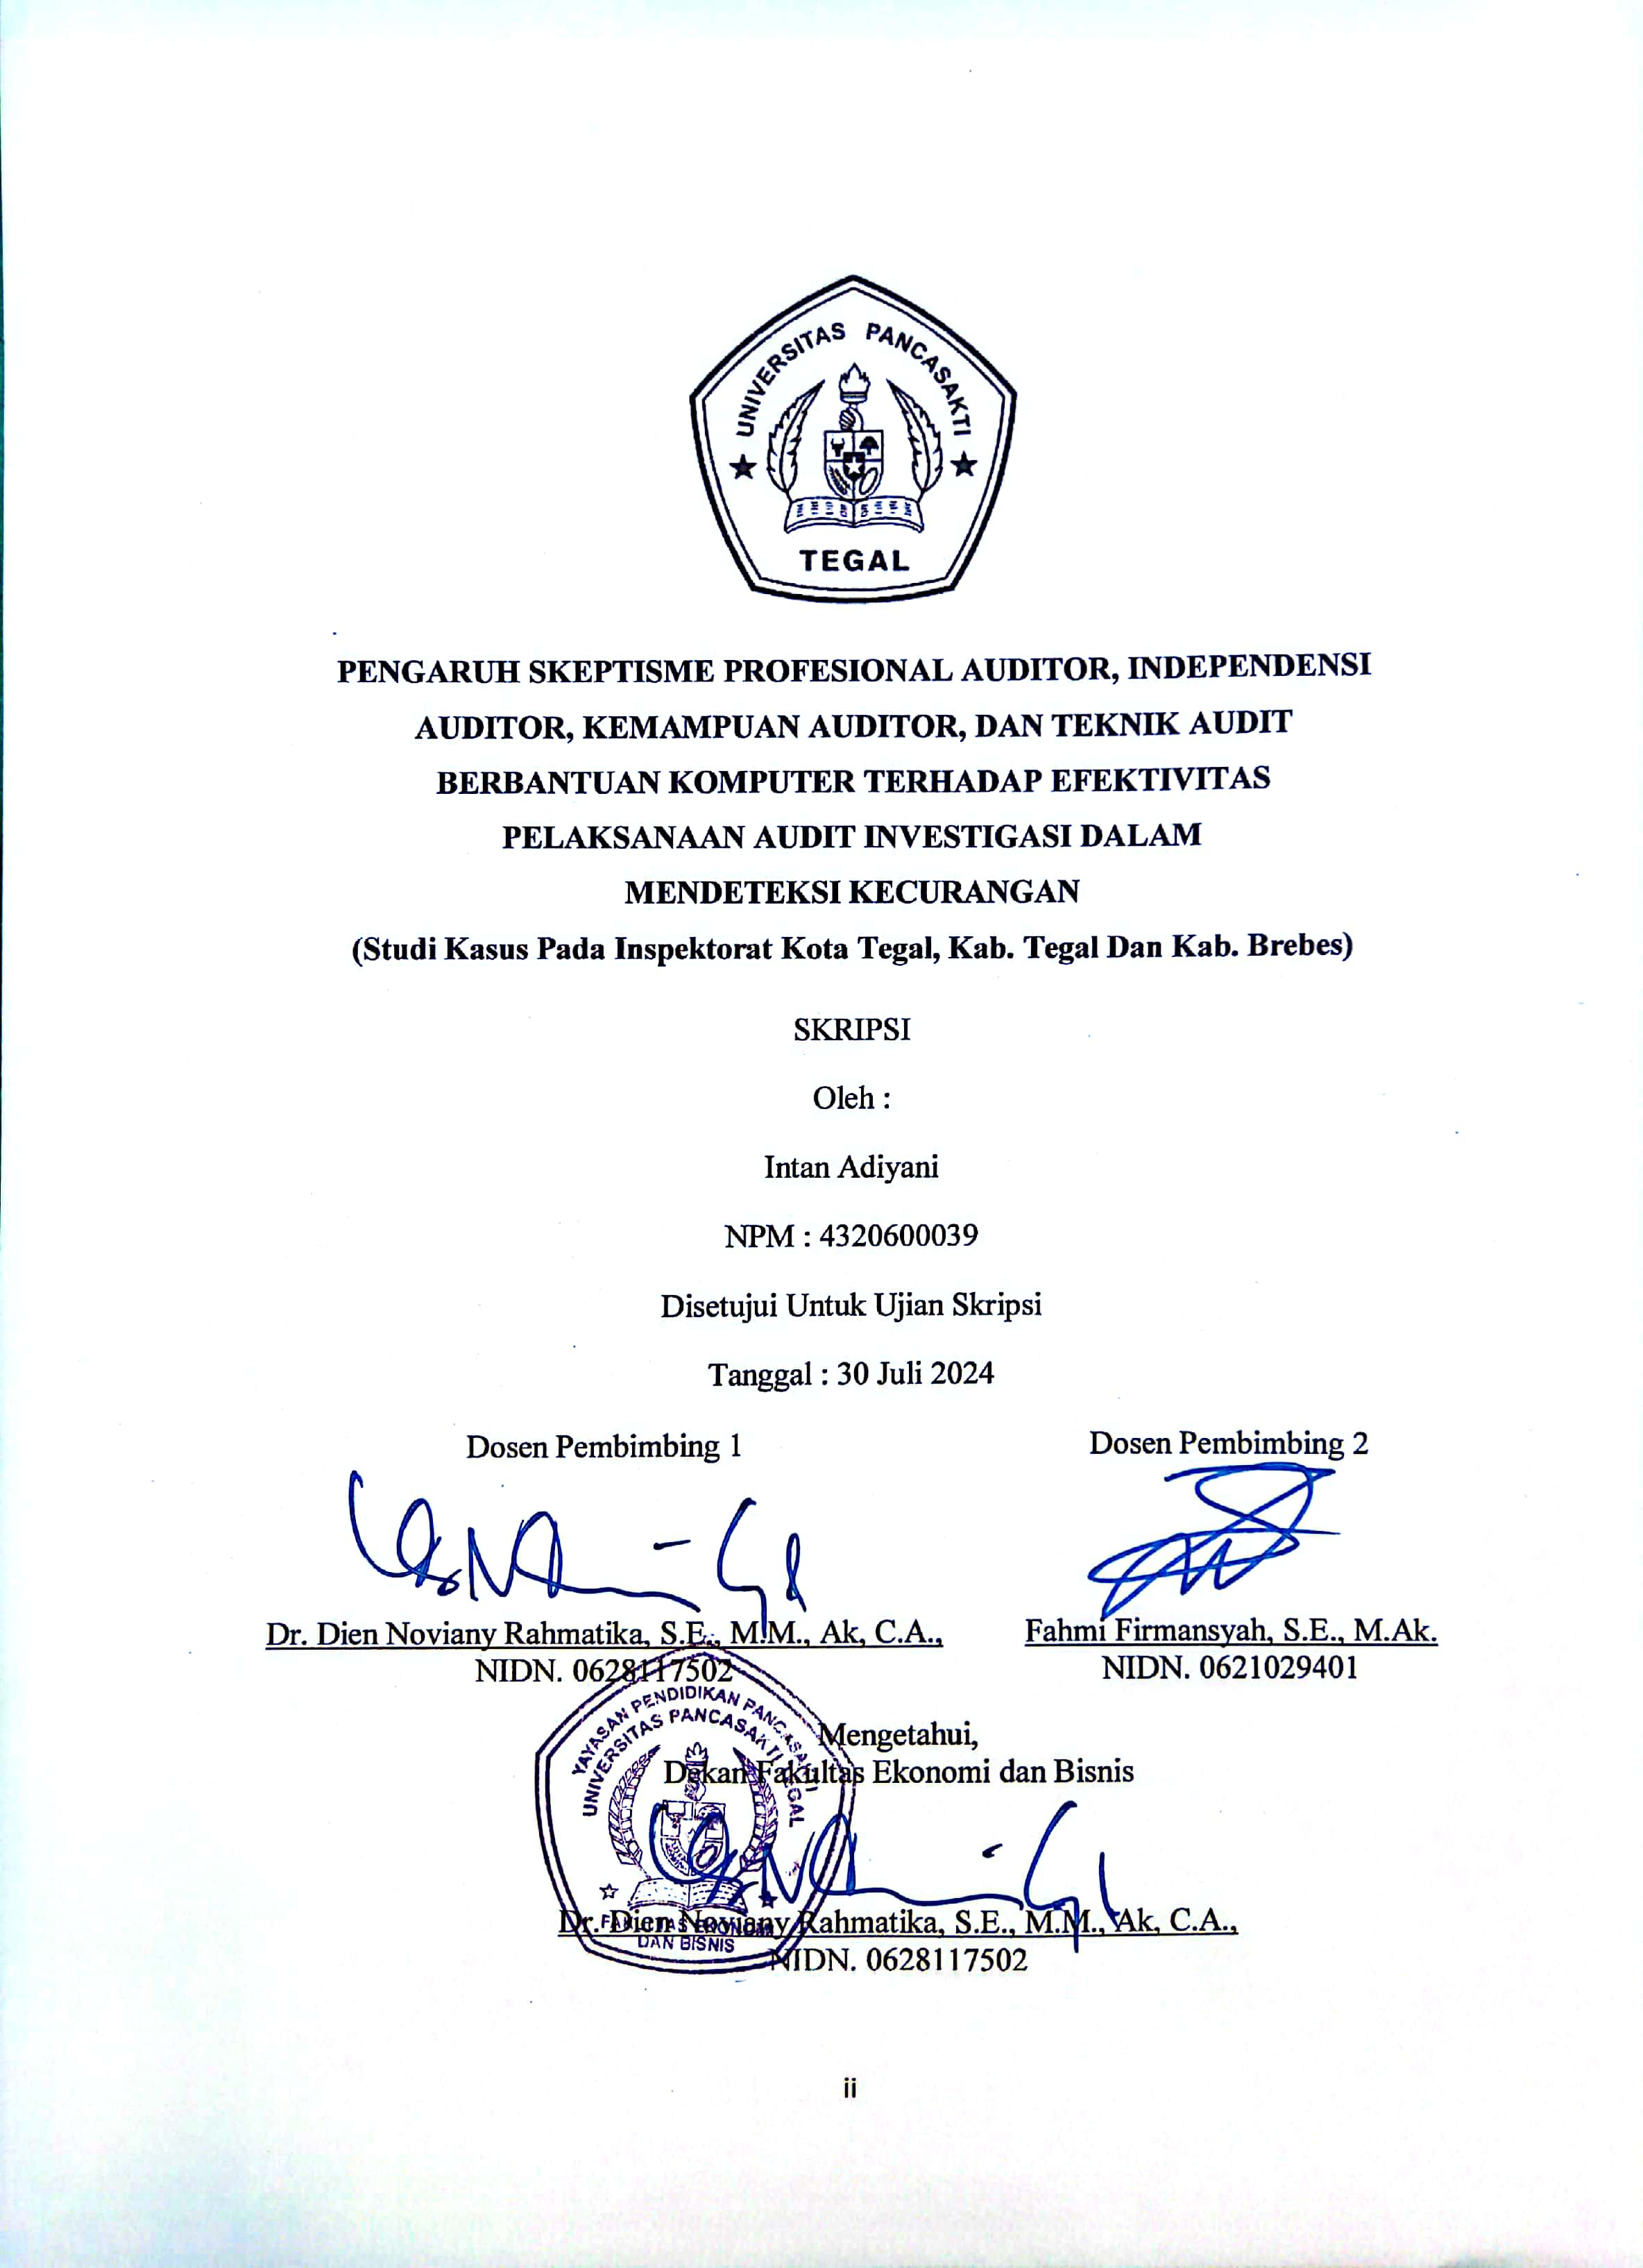 UNIVERSITAS PANCASAKTI
TEGAL
PENGARUH SKEPTISME PROFESIONAL AUDITOR, INDEPENDENSI
AUDITOR, KEMAMPUAN AUDITOR, DAN TEKNIK AUDIT
BERBANTUAN KOMPUTER TERHADAP EFEKTIVITAS
PELAKSANAAN AUDIT INVESTIGASI DALAM
MENDETEKSI KECURANGAN
(Studi Kasus Pada Inspektorat Kota Tegal, Kab. Tegal Dan Kab. Brebes)
SKRIPSI
Oleh :
Intan Adiyani
NPM : 4320600039
Disetujui Untuk Ujian Skripsi
Tanggal : 30 Juli 2024
Dosen Pembimbing 1
Dosen Pembimbing 2
Dr. Dien Noviany Rahmatika, S.E., M.M., Ak, C.A.,
Fahmi Firmansyah, S.E., M.Ak.
NIDN. 0628117502
NIDN. 0621029401
YAYASAN PENDIDIKAN PANCASAKTI
UNIVERSITAS PANCASAKTI TEGAL
Mengetahui,
Dekan Fakultas Ekonomi dan Bisnis
Dr. Dien Noviany Rahmatika, S.E., M.M., Ak, C.A.,
FAKULTAS EKONOMI
DAN BISNIS
NIDN. 0628117502
ii